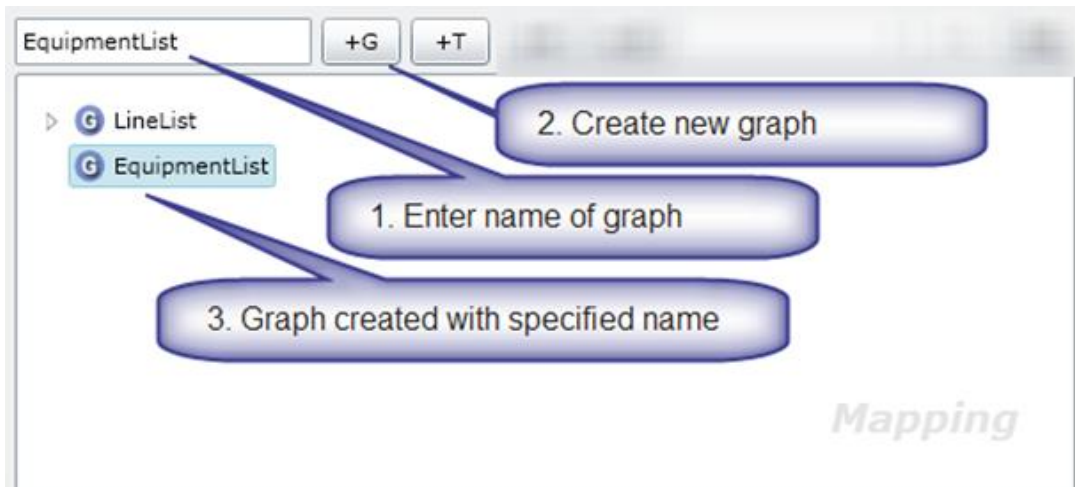 EquipmentList +G +T
G LineList
G EquipmentList
2. Create new graph
1. Enter name of graph
3. Graph created with specified name
Mapping